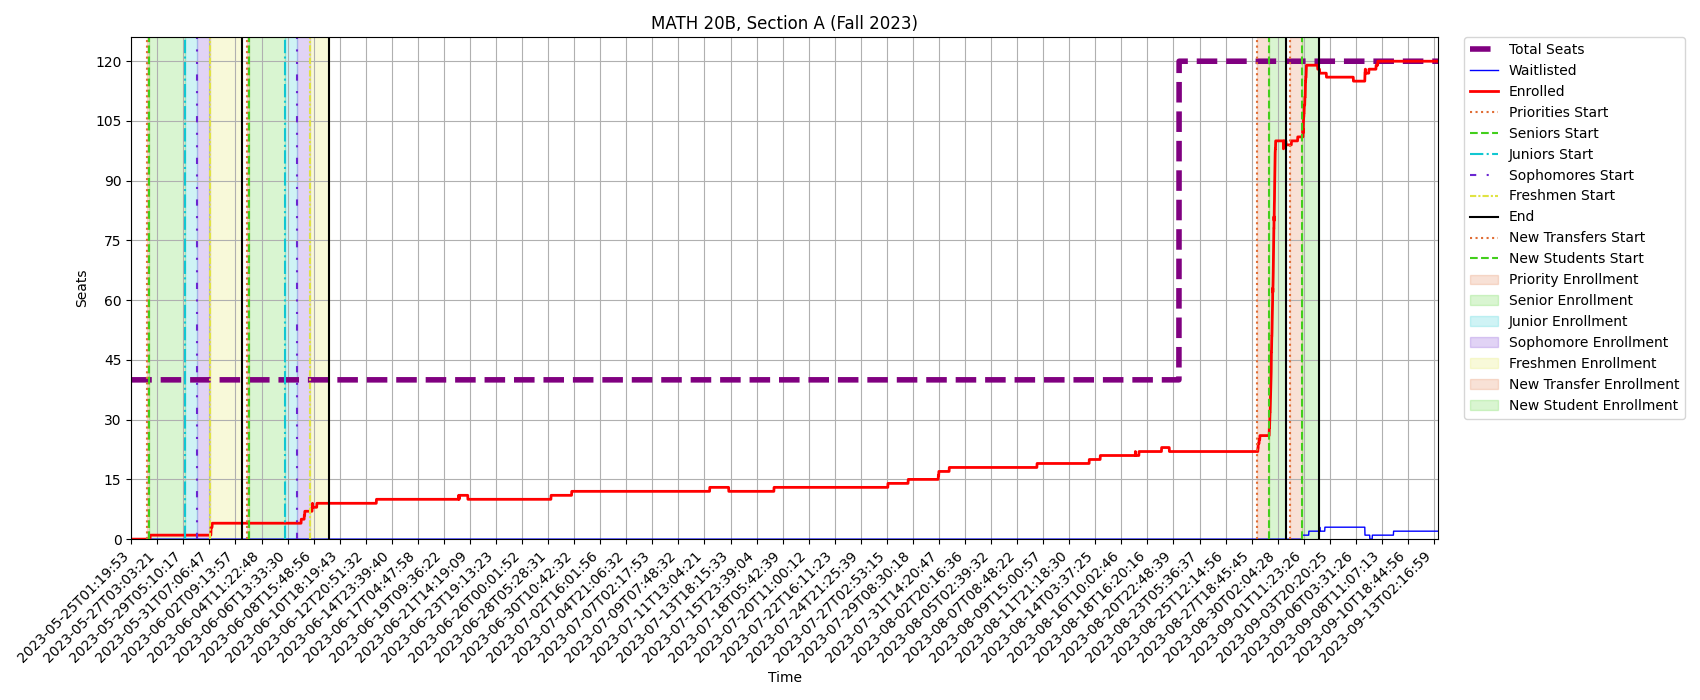 MATH 20B, Section A (Fall 2023)
120
105
90
75
60
45
30
15
0
Seats
2023-05-25T01:19:53
2023-05-27T03:03:21
2023-05-29T05:10:17
2023-05-31T07:06:47
2023-06-02T09:13:57
2023-06-04T11:22:48
2023-06-06T13:33:30
2023-06-08T15:48:56
2023-06-10T18:19:43
2023-06-12T20:51:32
2023-06-14T23:39:40
2023-06-17T04:47:58
2023-06-19T09:36:22
2023-06-21T14:19:09
2023-06-23T19:13:23
2023-06-26T00:01:52
2023-06-28T05:28:31
2023-06-30T10:42:32
2023-07-02T16:01:56
2023-07-04T21:06:32
2023-07-07T02:17:53
2023-07-09T07:48:32
2023-07-11T13:04:21
2023-07-13T18:15:33
2023-07-15T23:39:04
2023-07-18T05:42:39
2023-07-20T11:00:12
2023-07-22T16:11:23
2023-07-24T21:25:39
2023-07-27T02:53:15
2023-07-29T08:30:18
2023-07-31T14:20:47
2023-08-02T20:16:36
2023-08-05T02:39:32
2023-08-07T08:48:22
2023-08-09T15:00:57
2023-08-11T21:18:30
2023-08-14T03:37:25
2023-08-16T10:02:46
2023-08-18T16:20:16
2023-08-20T22:48:39
2023-08-23T05:36:37
2023-08-25T12:14:56
2023-08-27T18:45:45
2023-08-30T02:04:28
2023-09-01T11:23:26
2023-09-03T20:20:25
2023-09-06T03:31:26
2023-09-08T11:07:13
2023-09-10T18:44:56
2023-09-13T02:16:59
Time
Total Seats
Waitlisted
Enrolled
Priorities Start
Seniors Start
Juniors Start
Sophomores Start
Freshmen Start
End
New Transfers Start
New Students Start
Priority Enrollment
Senior Enrollment
Junior Enrollment
Sophomore Enrollment
Freshmen Enrollment
New Transfer Enrollment
New Student Enrollment